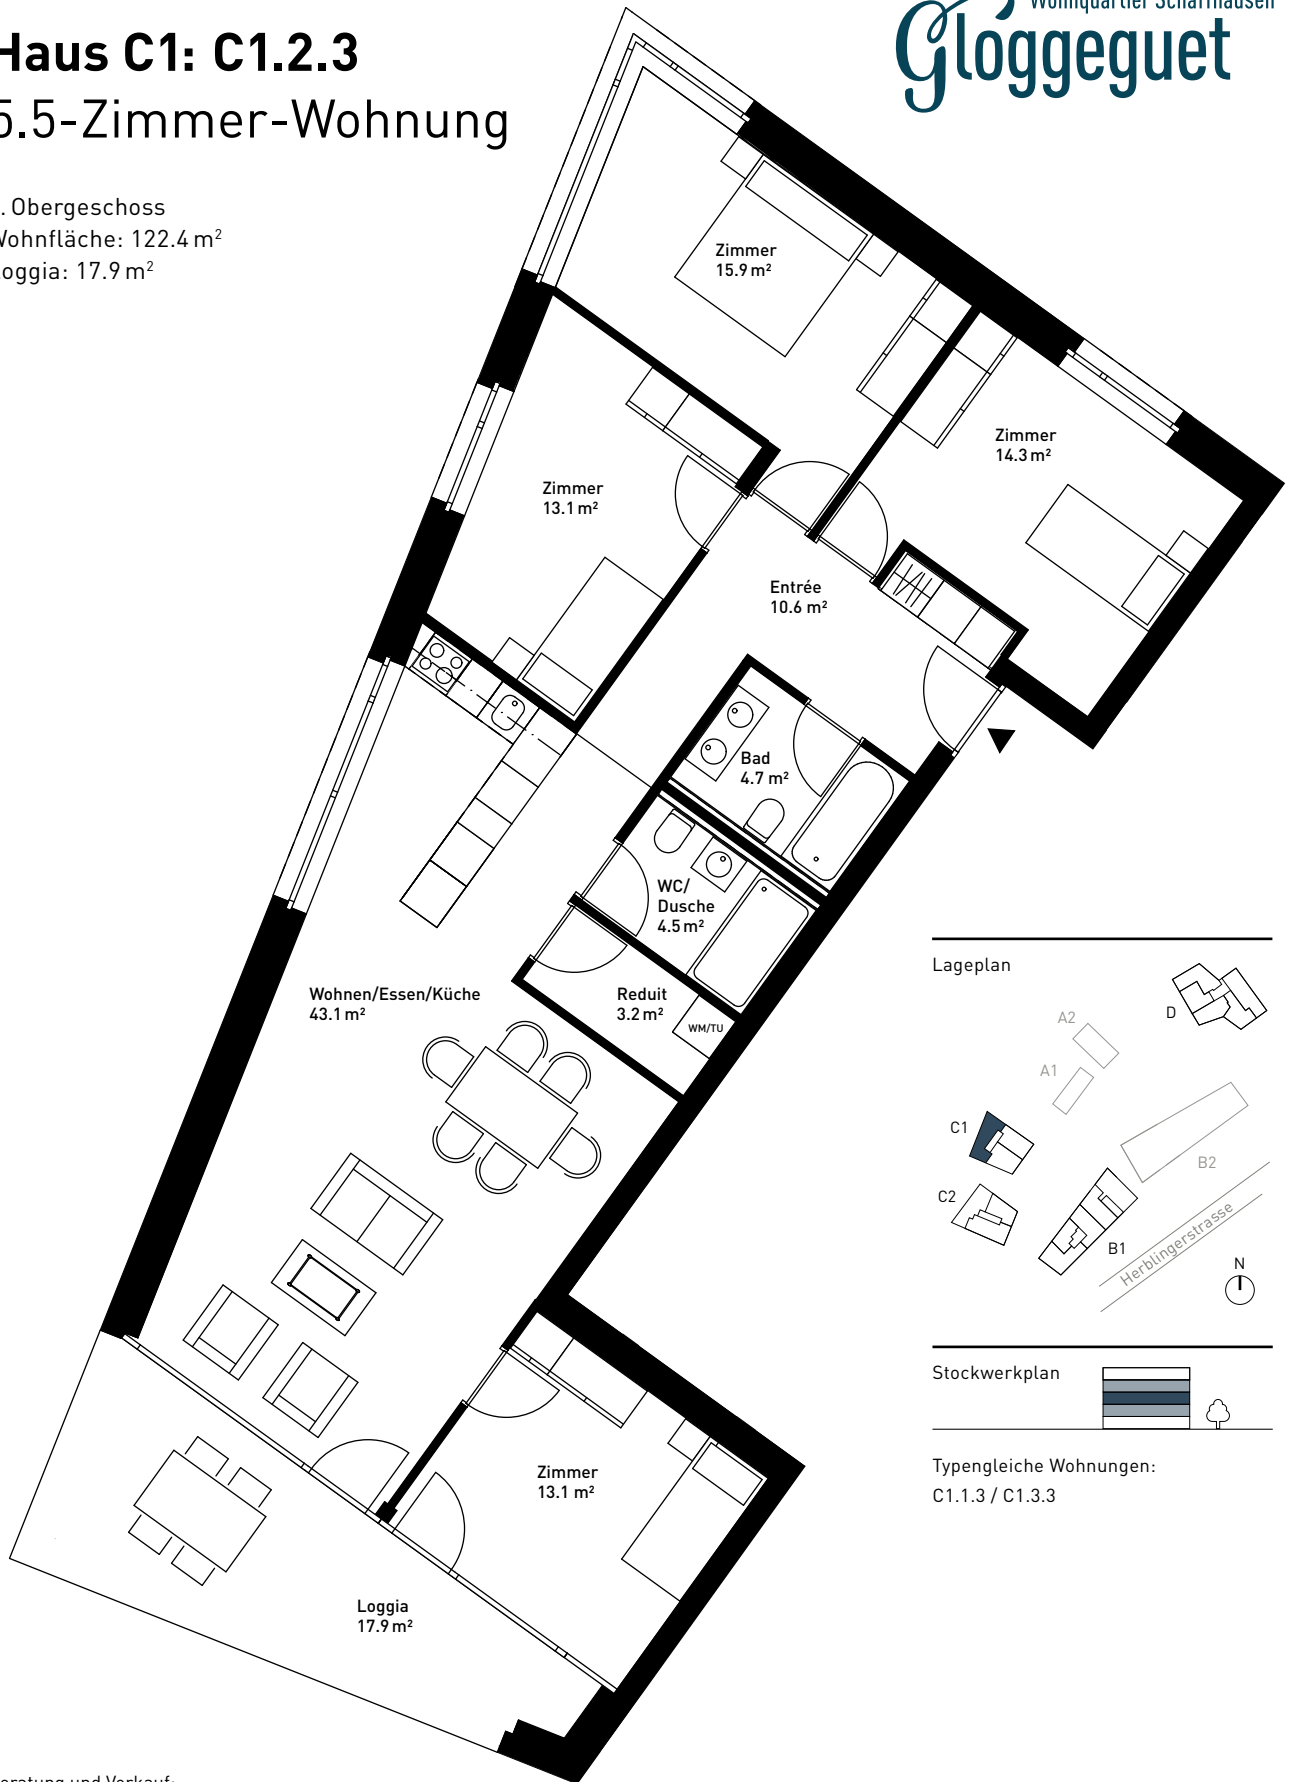 Haus C1: C1.2.3
5.5-Zimmer-Wohnung
. Obergeschoss
Wohnfläche: 122.4 m²
Loggia: 17.9 m²
Wohnquartier Schaffhausen
Gloggeguet
Zimmer
15.9 m²
Zimmer
14.3 m²
Zimmer
13.1 m²
Entrée
10.6 m²
Bad
4.7 m²
WC/
Dusche
4.5 m²
Wohnen/Essen/Küche
43.1 m²
Reduit
3.2 m²
WM/TU
Zimmer
13.1 m²
Loggia
17.9 m²
Lageplan
D
A2
A1
C1
B2
C2
B1
Herblingerstrasse
N
Stockwerkplan
Typengleiche Wohnungen:
C1.1.3 / C1.3.3
eratung und Verkauf: